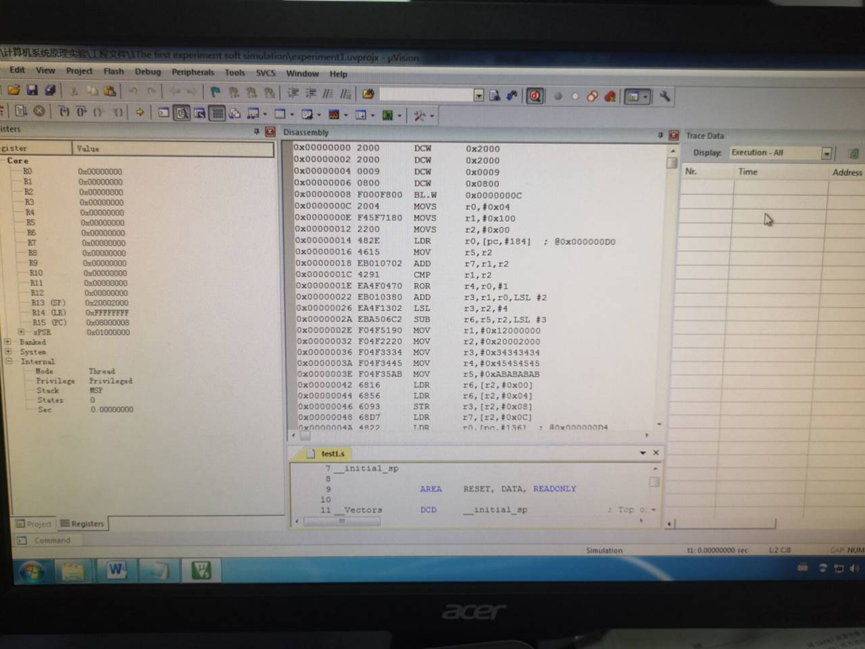 \计算机系统原理实验\工程文件\1The first experiment soft simulation\experiment1.uvprojx - µVision
Edit View Project Flash Debug Peripherals Tools SVCS Window Help
isters
Disassembly
Trace Data
gister Value
Display: Execution - All
Nr. Time Address
Core
R0 0x00000000
R1 0x00000000
R2 0x00000000
R3 0x00000000
R4 0x00000000
R5 0x00000000
R6 0x00000000
R7 0x00000000
R8 0x00000000
R9 0x00000000
R10 0x00000000
R11 0x00000000
R12 0x00000000
R13 (SP) 0x20002000
R14 (LR) 0xFFFFFFFF
R15 (PC) 0x08000008
xPSR 0x01000000
Banked
System
Internal
Mode Thread
Privilege Privileged
Stack MSP
States 0
Sec 0.00000000
Project Registers
0x00000000 2000 DCW 0x2000
0x00000002 2000 DCW 0x2000
0x00000004 0009 DCW 0x0009
0x00000006 0800 DCW 0x0800
0x00000008 F000F800 BL.W 0x0000000C
0x0000000C 2004 MOVS r0,#0x04
0x0000000E F45F7180 MOVS r1,#0x100
0x00000012 2200 MOVS r2,#0x00
0x00000014 482E LDR r0,[pc,#184] ; @0x000000D0
0x00000016 4615 MOV r5,r2
0x00000018 EB010702 ADD r7,r1,r2
0x0000001C 4291 CMP r1,r2
0x0000001E EA4F0470 ROR r4,r0,#1
0x00000022 EB010380 ADD r3,r1,r0,LSL #2
0x00000026 EA4F1302 LSL r3,r2,#4
0x0000002A EBA506C2 SUB r6,r5,r2,LSL #3
0x0000002E F04F5190 MOV r1,#0x12000000
0x00000032 F04F2220 MOV r2,#0x20002000
0x00000036 F04F3334 MOV r3,#0x34343434
0x0000003A F04F3445 MOV r4,#0x45454545
0x0000003E F04F35AB MOV r5,#0xABABABAB
0x00000042 6816 LDR r6,[r2,#0x00]
0x00000044 6856 LDR r6,[r2,#0x04]
0x00000046 6093 STR r3,[r2,#0x08]
0x00000048 68D7 LDR r7,[r2,#0x0C]
0x0000004A 4822 LDR r0,[pc,#136] ; @0x000000D4
test1.s
7 __initial_sp
8
9 AREA RESET, DATA, READONLY
10
11 __Vectors DCD __initial_sp ; Top o
Command
Simulation t1: 0.00000000 sec L:2 C:8 CAP NUM
acer